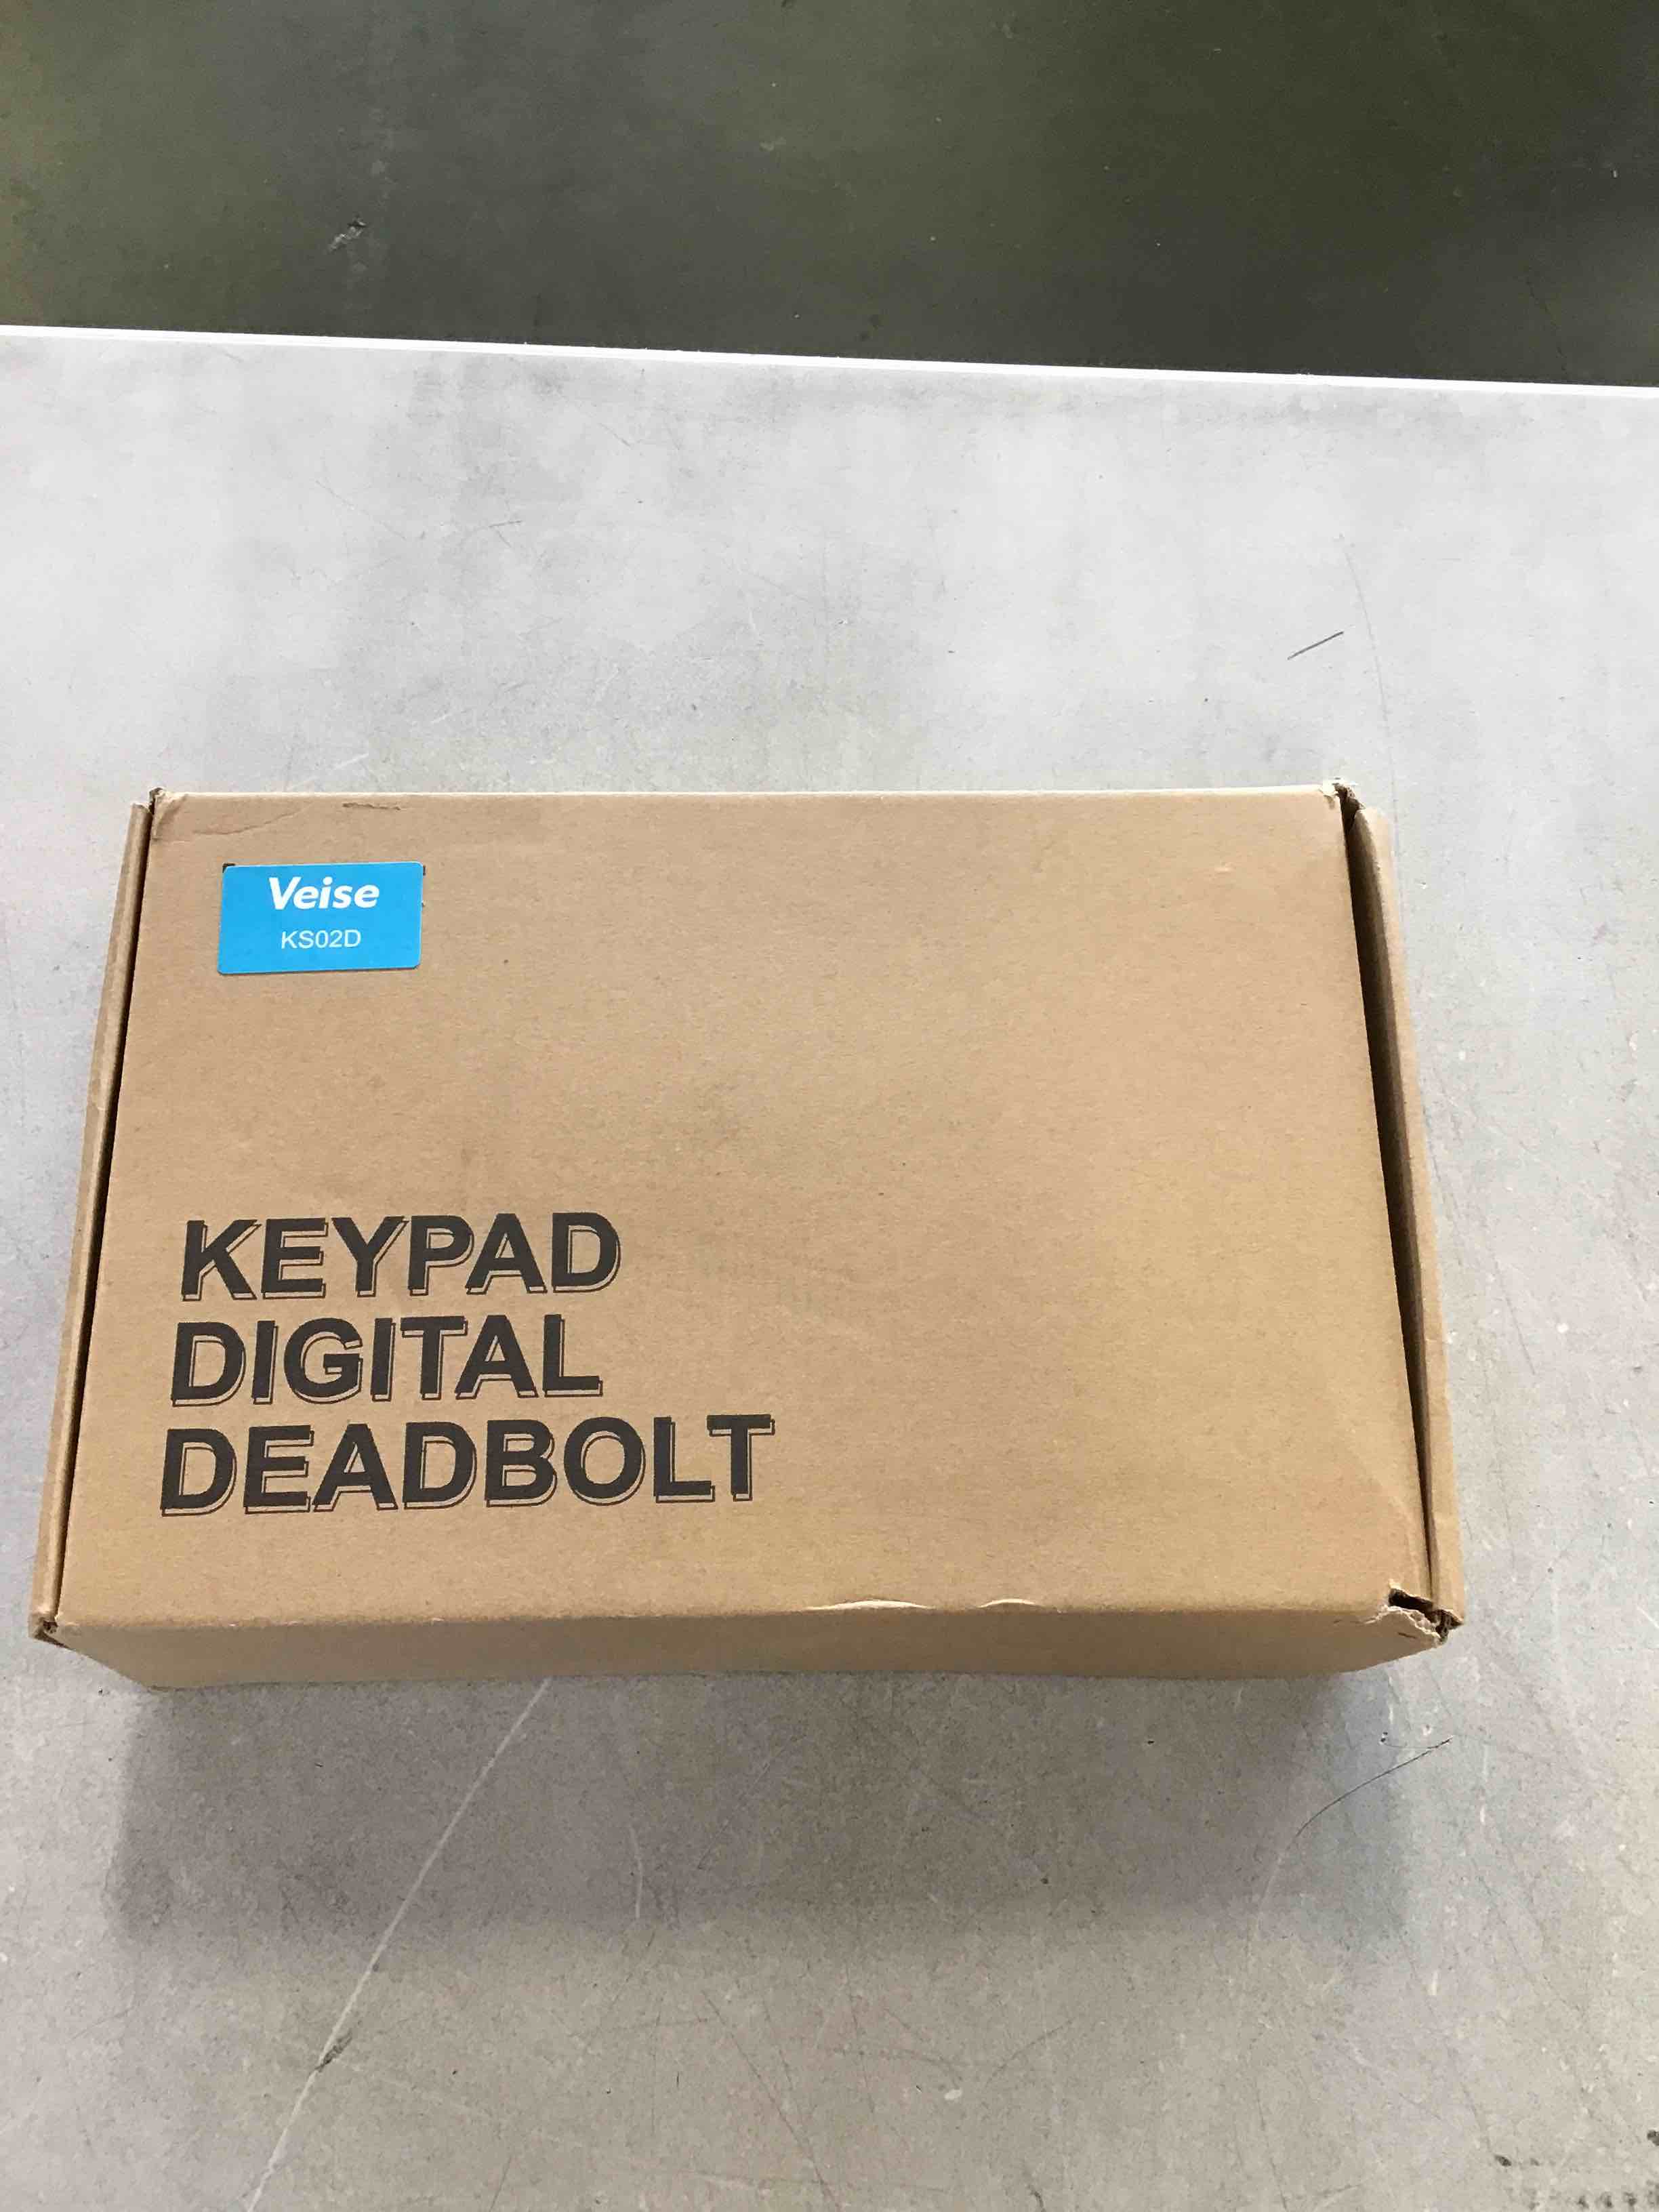 Veise
KS02D
KEYPAD
DIGITAL
DEADBOLT